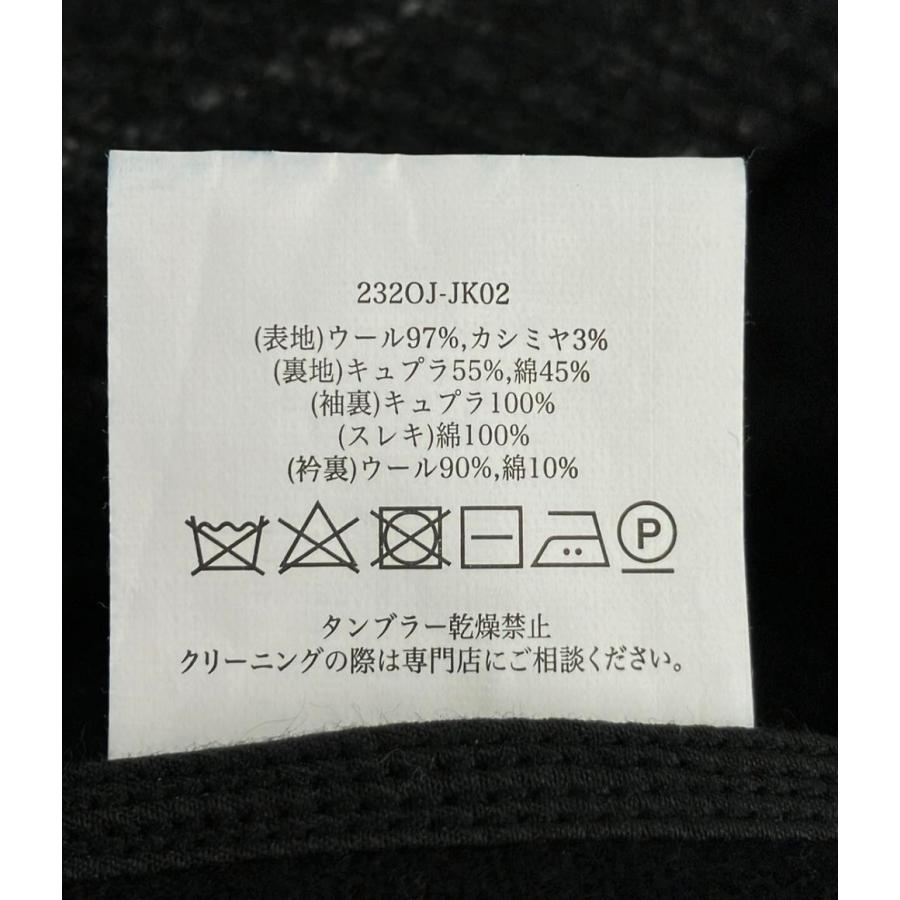 232OJ-JK02
(表地)ウール97%,カシミヤ3%
(裏地)キュプラ55%,綿45%
(袖裏)キュプラ100%
(スレキ)綿100%
(衿裏)ウール90%,綿10%
P
タンブラー乾燥禁止
クリーニングの際は専門店にご相談ください。